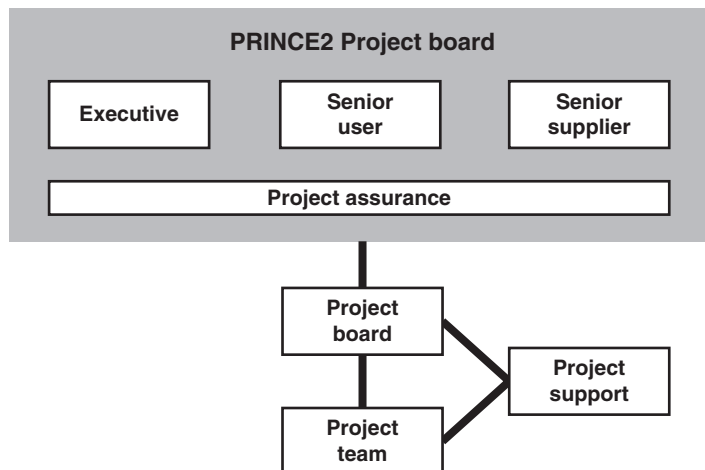 PRINCE2 Project board
Executive
Senior
user
Senior
supplier
Project assurance
Project
board
Project
support
Project
team